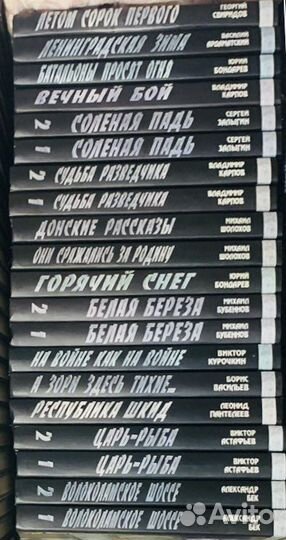 ЛЕТОМ СОРОК ПЕРВОГО ГЕОРГИЙ СВИРИДОВ
ЛЕНИНГРАДСКАЯ ЗИМА ВАСИЛИЙ АРДАМАТСКИЙ
БАТАЛЬОНЫ ПРОСЯТ ОГНЯ ЮРИЙ БОНДАРЕВ
ВЕЧНЫЙ БОЙ ВЛАДИМИР КАРПОВ
2 СОЛЕНАЯ ПАДЬ СЕРГЕЙ ЗАЛЫГИН
1 СОЛЕНАЯ ПАДЬ СЕРГЕЙ ЗАЛЫГИН
2 СУДЬБА РАЗВЕДЧИКА ВЛАДИМИР КАРПОВ
1 СУДЬБА РАЗВЕДЧИКА ВЛАДИМИР КАРПОВ
ДОНСКИЕ РАССКАЗЫ МИХАИЛ ШОЛОХОВ
ОНИ СРАЖАЛИСЬ ЗА РОДИНУ МИХАИЛ ШОЛОХОВ
ГОРЯЧИЙ СНЕГ ЮРИЙ БОНДАРЕВ
2 БЕЛАЯ БЕРЕЗА МИХАИЛ БУБЕННОВ
1 БЕЛАЯ БЕРЕЗА МИХАИЛ БУБЕННОВ
НА ВОЙНЕ КАК НА ВОЙНЕ ВИКТОР КУРОЧКИН
А ЗОРИ ЗДЕСЬ ТИХИЕ... БОРИС ВАСИЛЬЕВ
РЕСПУБЛИКА ШКИД ЛЕОНИД ПАНТЕЛЕЕВ
2 ЦАРЬ-РЫБА ВИКТОР АСТАФЬЕВ
1 ЦАРЬ-РЫБА ВИКТОР АСТАФЬЕВ
2 ВОЛОКОЛАМСКОЕ ШОССЕ АЛЕКСАНДР БЕК
1 ВОЛОКОЛАМСКОЕ ШОССЕ АЛЕКСАНДР БЕК
Avito